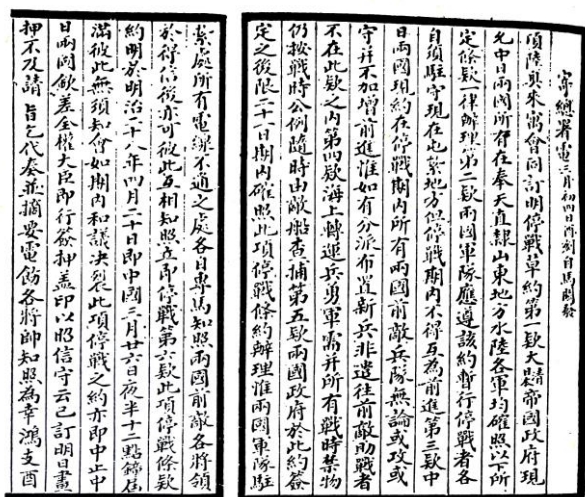 寄總署電三月初四日酉刻自馬關發
頃陸奧來寓會同訂明停戰草約第一款大日本帝國政府現
允中日兩國所有在奉天直隸山東地方水陸各軍均確照以下所
定條款一律辦理第二款兩國軍隊應遵該約暫行停戰者各
自須駐守現在屯紮地方但停戰期內不得互為前進第三款中
日兩國現約在停戰期內所有兩國前敵兵隊無論或攻或
守并不加增前進惟如有分派布置新兵非遣往前敵助戰者
不在此款之內第四款海上轉運兵勇軍需并所有戰時禁物
仍按戰時公例隨時由敵船查捕第五款兩國政府於此約簽
定之後限二十一日期內確照此項停戰條約辦理惟兩國軍隊駐
紮處所有電線不通之處各自專馬知照兩國前敵各將領
於得信後亦可彼此互相知照立即停戰第六款此項停戰條款
約明於明治二十八年四月二十日即中國三月廿六日夜半十二點鐘屆
滿彼此無須知會如期內和議決裂此項停戰之約亦即中止中
日兩國欽差全權大臣即行簽押蓋印以昭信守云已訂明日畫
押不及請旨乞代奏並摘要電飭各將帥知照為幸鴻支酉